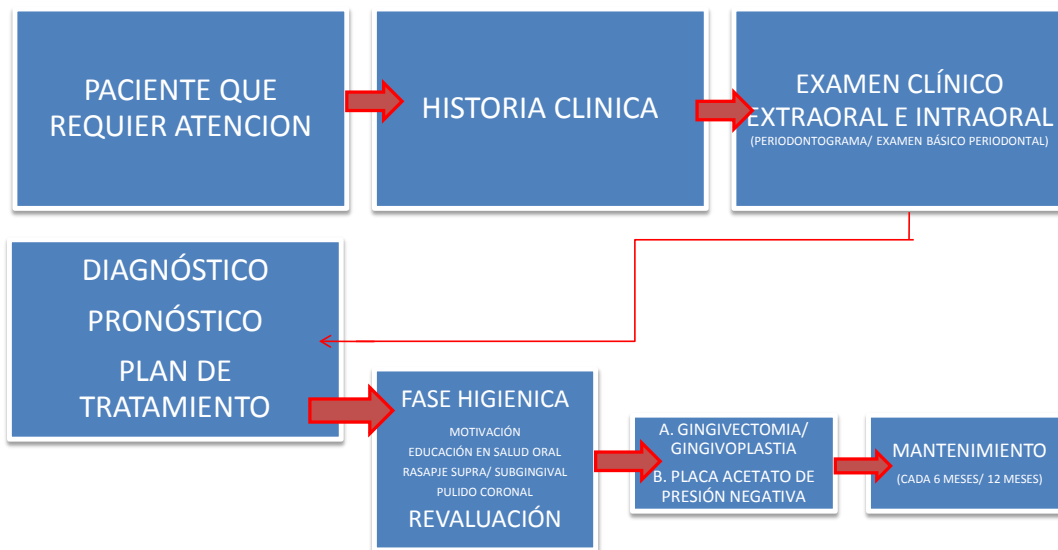 PACIENTE QUE
REQUIER ATENCION
HISTORIA CLINICA
EXAMEN CLÍNICO
EXTRAORAL E INTRAORAL
(PERIODONTOGRAMA/ EXAMEN BÁSICO PERIODONTAL)
DIAGNÓSTICO
PRONÓSTICO
PLAN DE
TRATAMIENTO
FASE HIGIENICA
MOTIVACIÓN
EDUCACIÓN EN SALUD ORAL
RASAPJE SUPRA/ SUBGINGIVAL
PULIDO CORONAL
REVALUACIÓN
A. GINGIVECTOMIA/
GINGIVOPLASTIA
B. PLACA ACETATO DE
PRESIÓN NEGATIVA
MANTENIMIENTO
(CADA 6 MESES/ 12 MESES)